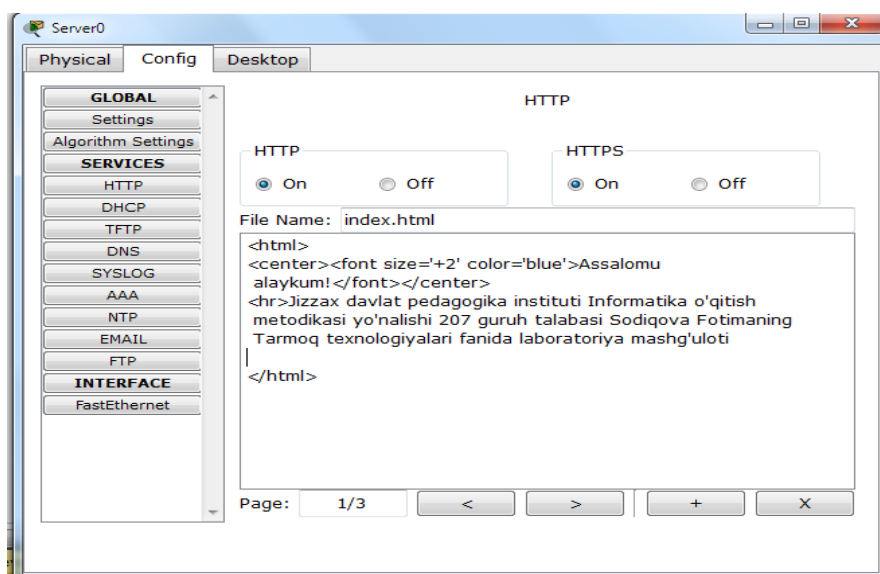 Server0
Physical Config Desktop
GLOBAL
Settings
Algorithm Settings
SERVICES
HTTP
DHCP
TFTP
DNS
SYSLOG
AAA
NTP
EMAIL
FTP
INTERFACE
FastEthernet
HTTP
HTTP
On Off
HTTPS
On Off
File Name: index.html
<html>
<center><font size='+2' color='blue'>Assalomu
alaykum!</font></center>
<hr>Jizzax davlat pedagogika instituti Informatika o'qitish
metodikasi yo'nalishi 207 guruh talabasi Sodiqova Fotimaning
Tarmoq texnologiyalari fanida laboratoriya mashg'uloti
</html>
Page: 1/3 < > + X